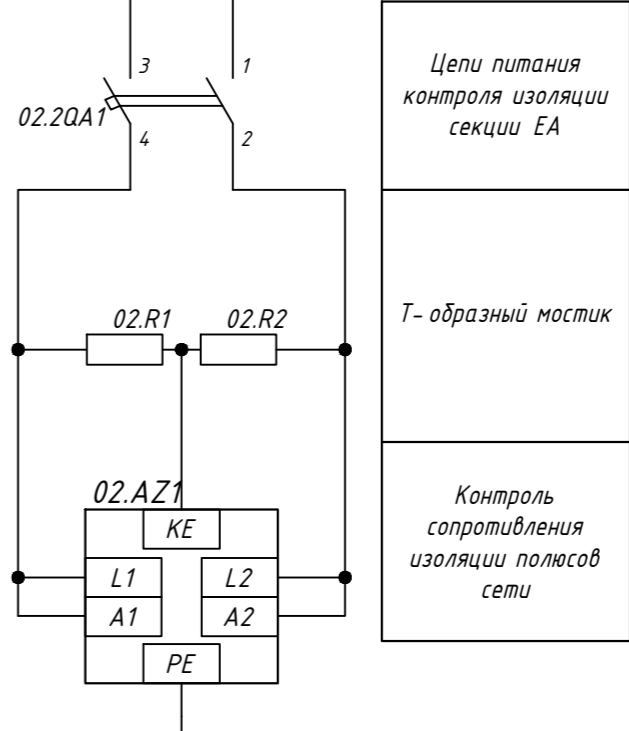 3
1
02.2QA1
4
2
Цепи питания
контроля изоляции
секции ЕА
02.R1
02.R2
Т-образный мостик
02.AZ1
KE
L1
L2
A1
A2
PE
Контроль
сопротивления
изоляции полюсов
сети